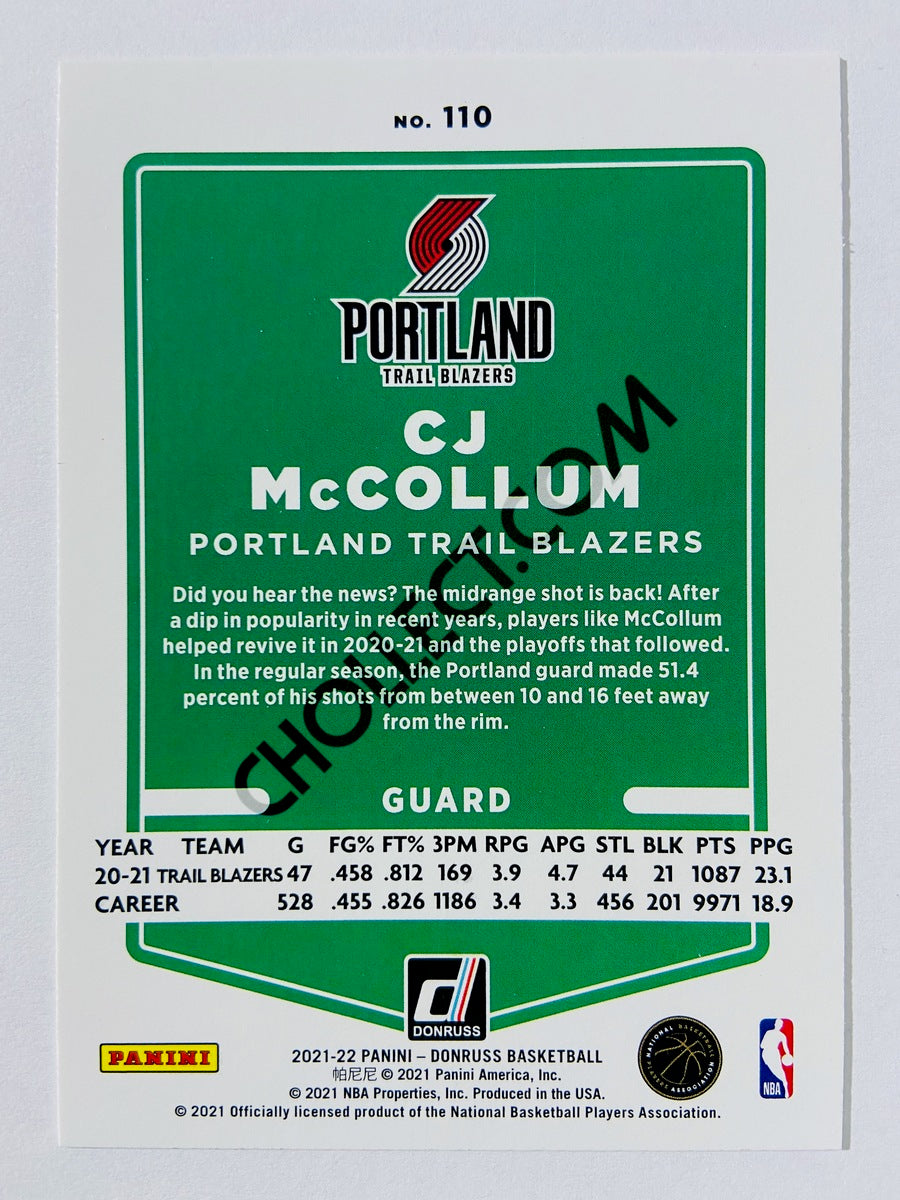 NO. 110
PORTLAND
TRAIL BLAZERS
CJ
McCOLLUM
PORTLAND TRAIL BLAZERS
Did you hear the news? The midrange shot is back! After
a dip in popularity in recent years, players like McCollum
helped revive it in 2020-21 and the playoffs that followed.
In the regular season, the Portland guard made 51.4
percent of his shots from between 10 and 16 feet away
from the rim.
CHOLLECT.COM
GUARD
YEAR TEAM G FG% FT% 3PM RPG APG STL BLK PTS PPG
20-21 TRAIL BLAZERS 47 .458 .812 169 3.9 4.7 44 21 1087 23.1
CAREER 528 .455 .826 1186 3.4 3.3 456 201 9971 18.9
DONRUSS
PANINI
2021-22 PANINI – DONRUSS BASKETBALL
帕尼尼 © 2021 Panini America, Inc.
© 2021 NBA Properties, Inc. Produced in the USA.
© 2021 Officially licensed product of the National Basketball Players Association.
NATIONAL BASKETBALL PLAYERS ASSOCIATION
NBA